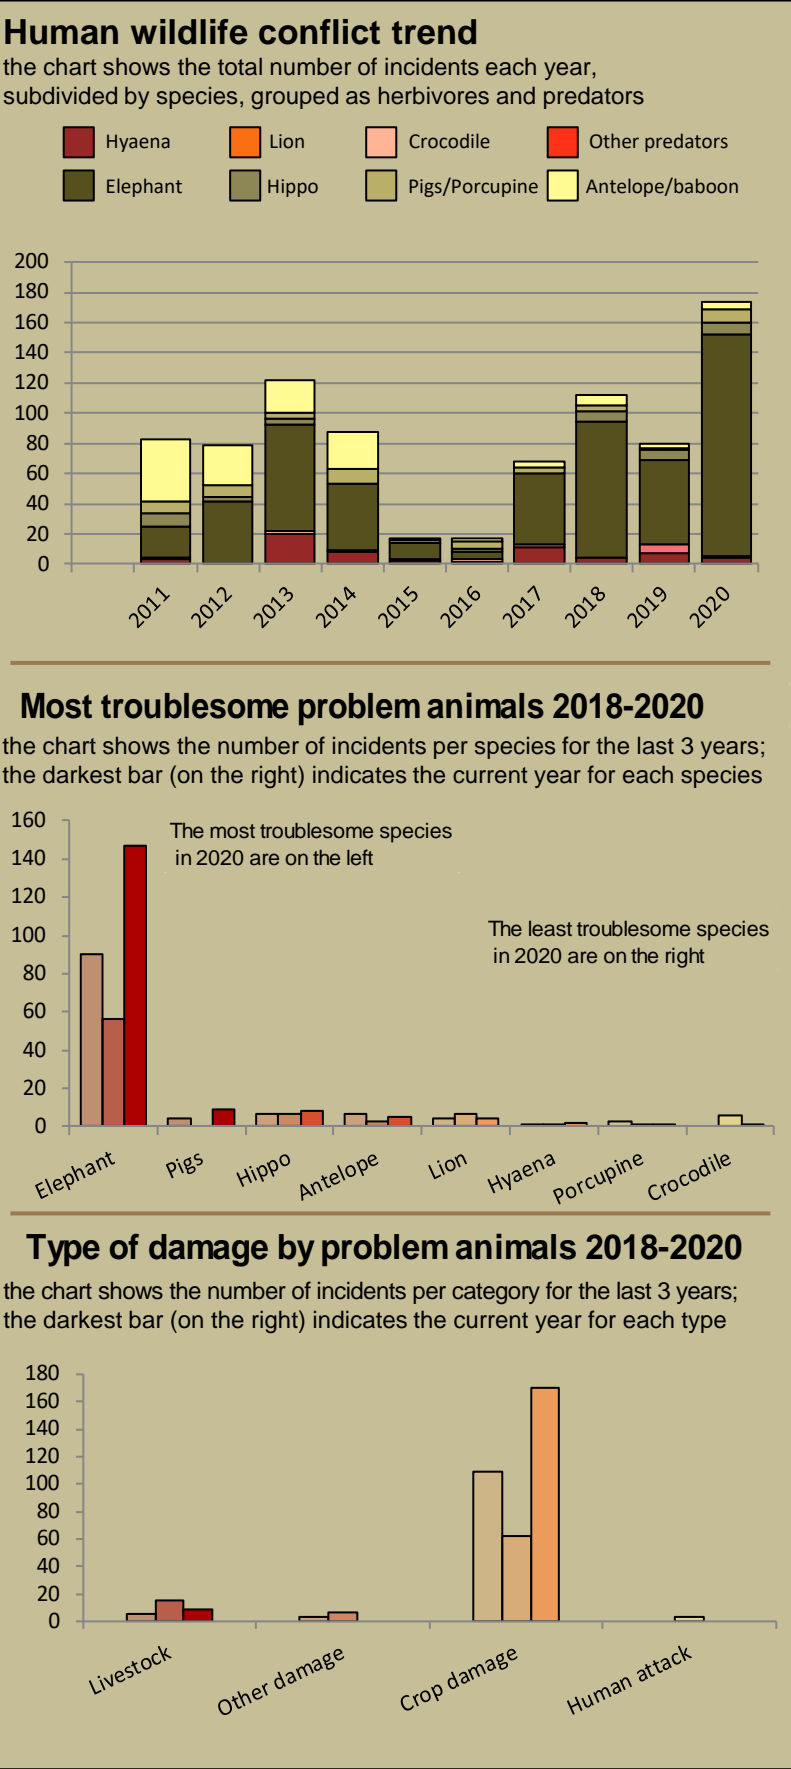 Human wildlife conflict trend
the chart shows the total number of incidents each year,
subdivided by species, grouped as herbivores and predators
Hyaena Lion Crocodile Other predators
Elephant Hippo Pigs/Porcupine Antelope/baboon
200
180
160
140
120
100
80
60
40
20
0
2011 2012 2013 2014 2015 2016 2017 2018 2019 2020
Most troublesome problem animals 2018-2020
the chart shows the number of incidents per species for the last 3 years;
the darkest bar (on the right) indicates the current year for each species
The most troublesome species
in 2020 are on the left
The least troublesome species
in 2020 are on the right
160
140
120
100
80
60
40
20
0
Elephant Pigs Hippo Antelope Lion Hyaena Porcupine Crocodile
Type of damage by problem animals 2018-2020
the chart shows the number of incidents per category for the last 3 years;
the darkest bar (on the right) indicates the current year for each type
180
160
140
120
100
80
60
40
20
0
Livestock Other damage Crop damage Human attack